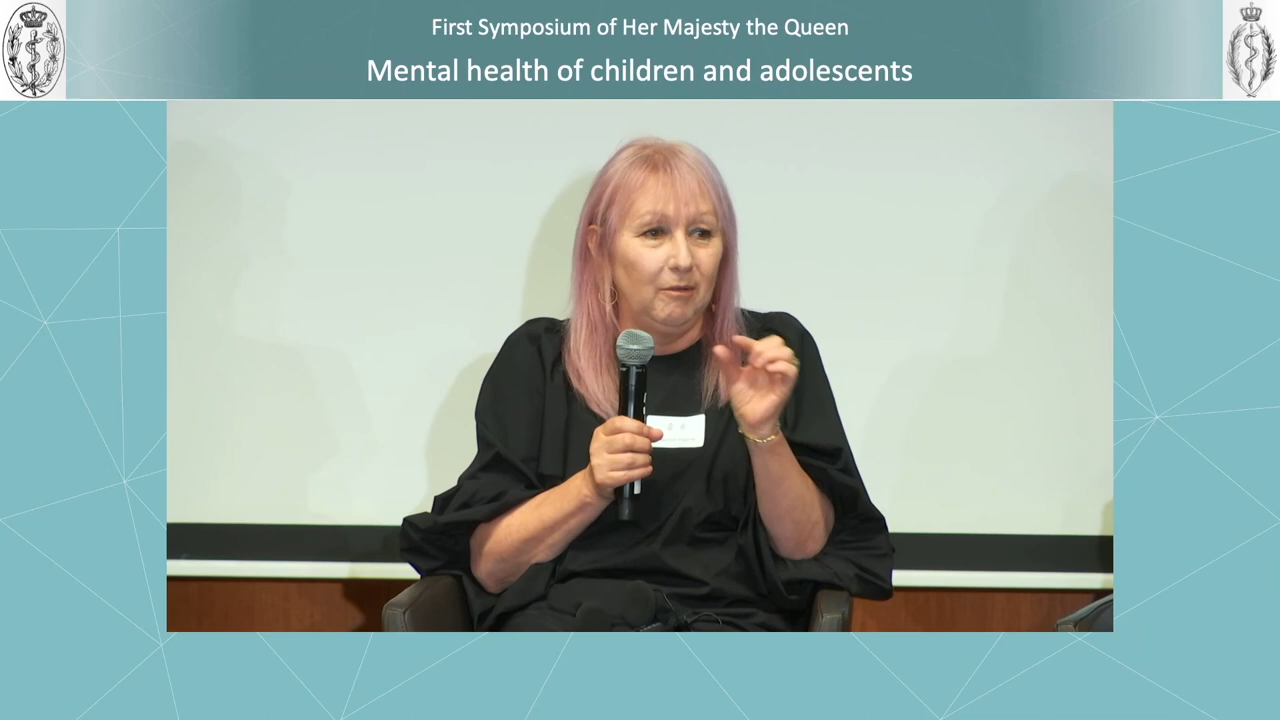 First Symposium of Her Majesty the Queen
Mental health of children and adolescents